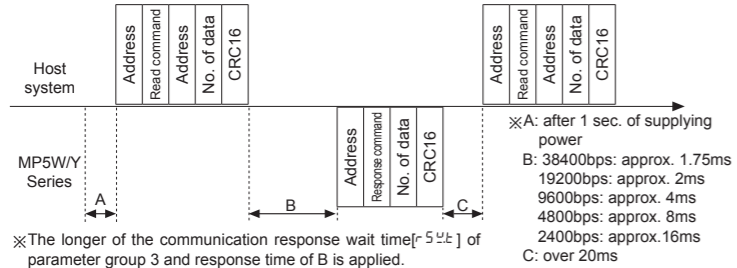 Host
system
Address
Read command
Address
No. of data
CRC16
Address
Read command
Address
No. of data
CRC16
MP5W/Y
Series
A
B
Address
Response command
No. of data
CRC16
C
※A: after 1 sec. of supplying
power
B: 38400bps: approx. 1.75ms
19200bps: approx. 2ms
9600bps: approx. 4ms
4800bps: approx. 8ms
2400bps: approx.16ms
C: over 20ms
※The longer of the communication response wait time[ ] of
parameter group 3 and response time of B is applied.